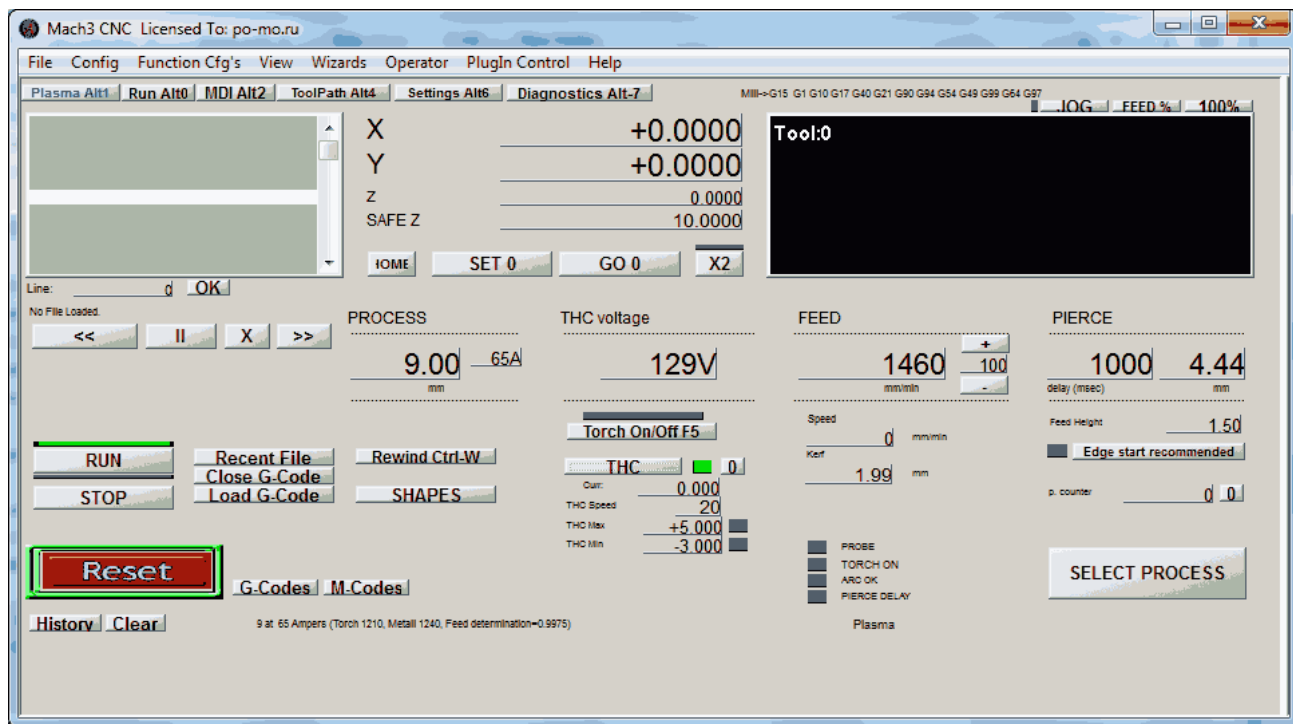 Mach3 CNC Licensed To: po-mo.ru
File Config Function Cfg's View Wizards Operator PlugIn Control Help
Plasma Alt1 Run Alt0 MDI Alt2 ToolPath Alt4 Settings Alt6 Diagnostics Alt-7
Mill->G15 G1 G10 G17 G40 G21 G90 G94 G54 G49 G99 G64 G97
JOG FEED % 100%
X +0.0000
Y +0.0000
Z 0.0000
SAFE Z 10.0000
Tool:0
HOME SET 0 GO 0 X2
Line: 0 OK
No File Loaded.
<< II X >>
PROCESS THC voltage FEED PIERCE
9.00 65A 129V 1460 + 100 - 1000 4.44
mm mm/min delay (msec) mm
Torch On/Off F5
Speed 0 mm/min
Feed Height 1.50
RUN Recent File Rewind Ctrl-W
THC 0
Kerf 1.99 mm
Edge start recommended
Close G-Code
STOP Load G-Code SHAPES
Curr. 0.000
THC Speed 20
THC Max +5.000
THC Min -3.000
p. counter 0 0
PROBE
TORCH ON
ARC OK
PIERCE DELAY
Reset
G-Codes M-Codes
SELECT PROCESS
History Clear
9 at 65 Ampers (Torch 1210, Metall 1240, Feed determination=0.9975)
Plasma